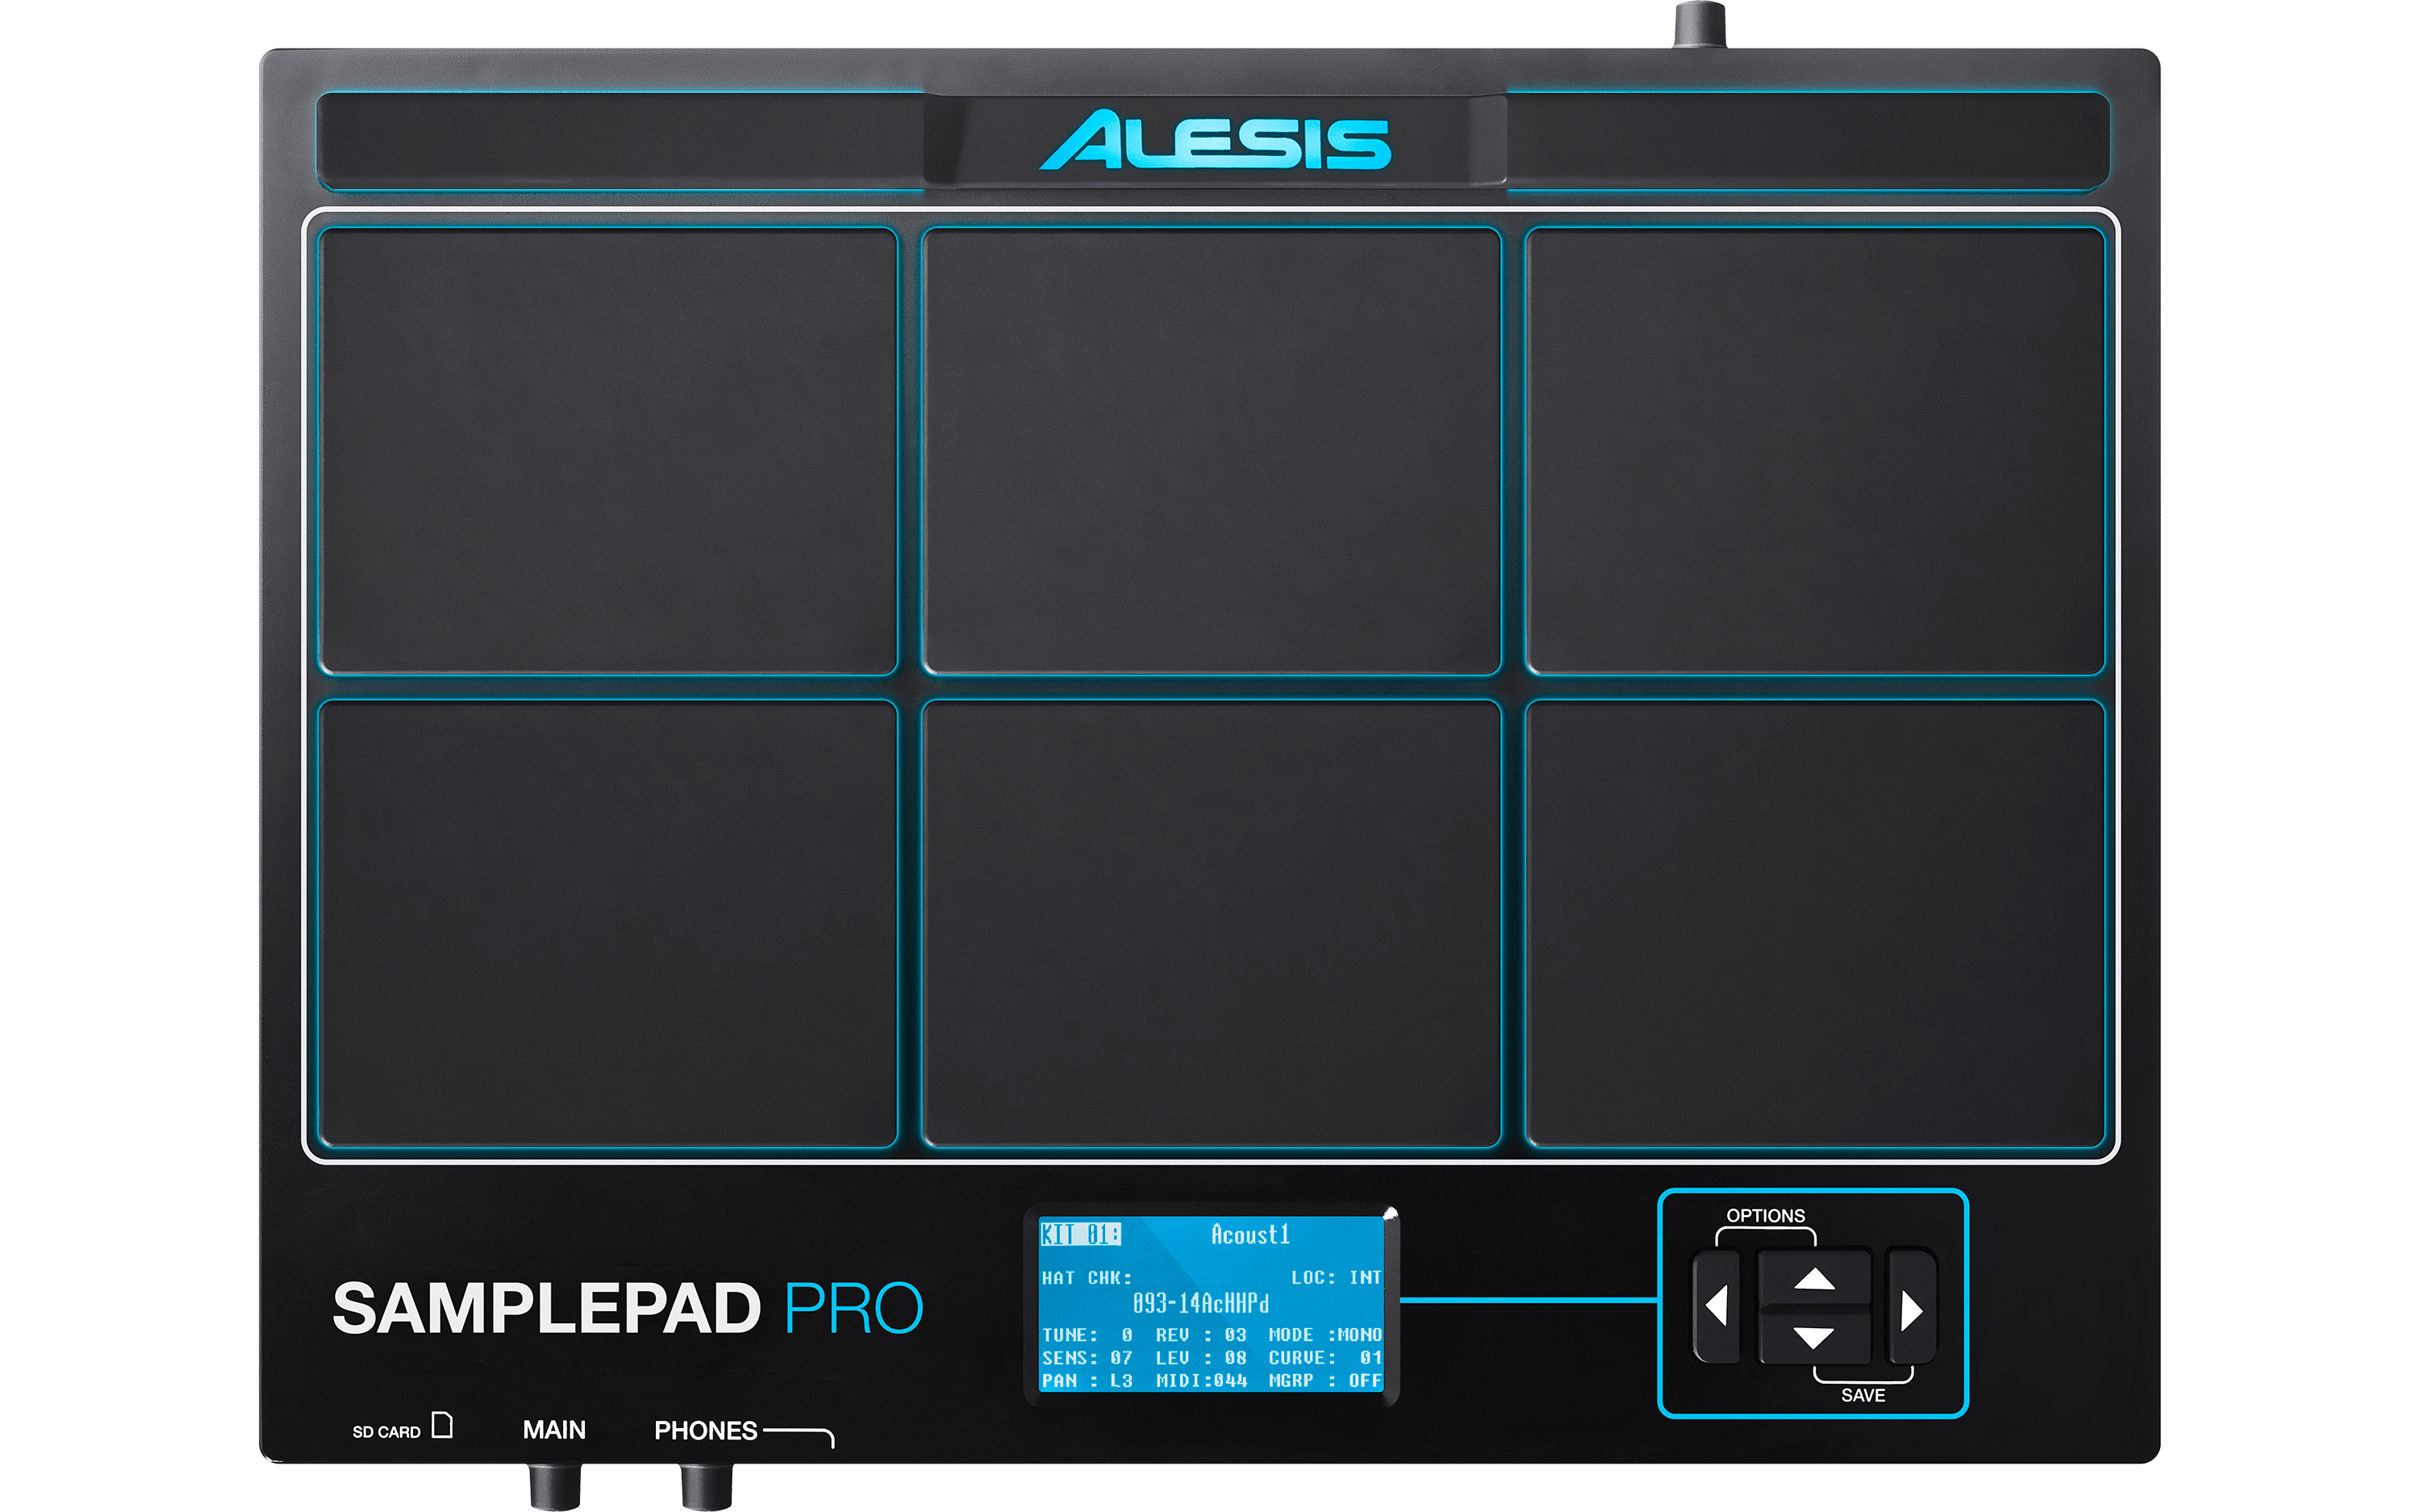 ALESIS
KIT 01: Acoust1
HAT CHK: LOC: INT
093-14AcHHPd
TUNE: 0 REV : 03 MODE :MONO
SENS: 07 LEV : 08 CURVE: 01
PAN : L3 MIDI:044 MGRP : OFF
OPTIONS
SAVE
SAMPLEPAD PRO
SD CARD
MAIN
PHONES